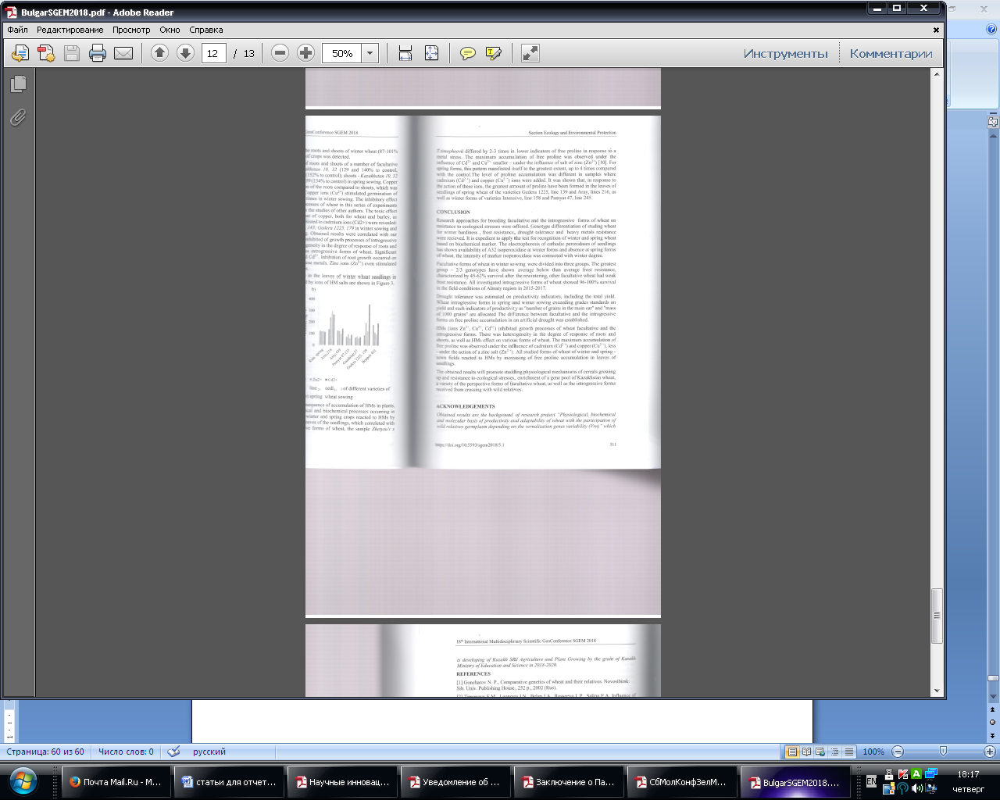 BulgarSGEM2018.pdf - Adobe Reader
Файл Редактирование Просмотр Окно Справка
12 / 13 50% Инструменты Комментарии
GeoConference SGEM 2018
he roots and shoots of winter wheat (87-101%
of crops was detected.
of roots and shoots of a number of facultative
akhstan 10, 32 (129 and 140% to control,
(152% to control); shoots - Kazakhstan 10, 32
39 (134% to control) in spring sowing. Copper
on of the roots compared to shoots, which was
Copper ions (Cu2+) stimulated germination of
times in winter sowing. The inhibitory effect
cesses of wheat in this series of experiments
the studies of other authors. The toxic effect
at of copper, both for wheat and barley, as
cadmium ions (Cd2+) were revealed:
143; Gedera 1225, 179 in winter sowing and
g. Obtained results were correlated with our
inhibited of growth processes of introgressive
geneity in the degree of response of roots and
us introgressive forms of wheat. Significant
Cd2+. Inhibition of root growth occurred on
these metals. Zinc ions (Zn2+) even stimulated
in the leaves of winter wheat seedlings in
d by ions of HM salts are shown in Figure 3.
b)
400
300
200
100
0
Zn2+ Cd2+
of different varieties of
) spring wheat sowing
sequence of accumulation of HMs in plants,
ical and biochemical processes occurring in
winter and spring crops reacted to HMs by
eaves of the seedlings, which correlated with
ve forms of wheat, the sample Zhetysu's x
Section Ecology and Environmental Protection
T.timopheevii differed by 2-3 times in lower indicators of free proline in response to a
metal stress. The maximum accumulation of free proline was observed under the
influence of Cd2+ and Cu2+ smaller – under the influence of salt of zinc (Zn2+) [10]. For
spring forms, this pattern manifested itself to the greatest extent, up to 4 times compared
with the control.The level of proline accumulation was different in samples where
cadmium (Cd2+) and copper (Cu2+) ions were added. It was shown that, in response to
the action of these ions, the greatest amount of proline have been formed in the leaves of
seedlings of spring wheat of the varieties Gedera 1225, line 139 and Aray, lines 216, as
well as winter forms of varieties Intensive, line 158 and Pamyat 47, line 245.
CONCLUSION
Research approaches for breeding facultative and the introgressive forms of wheat on
resistance to ecological stresses were offered. Genotype differentiation of studing wheat
for winter hardiness , frost resistance, drought tolerance and heavy metals resistance
were recieved. It is expedient to apply the test for recognition of winter and spring wheat
based on biochemical marker. The electrophoresis of cathodic peroxidases of seedlings
has shown availability of A32 isoperoxidase at winter forms and absence at spring forms
of wheat, the intensity of marker isoperoxidase was connected with winter degree.
Facultative forms of wheat in winter sowing were divided into three groups. The greatest
group – 2/3 genotypes have shown average below than average frost resistance,
characterized by 45-62% survival after the rewintering, other facultative wheat had weak
frost resistance. All investigated introgressive forms of wheat showed 96-100% survival
in the field conditions of Almaty region in 2015-2017.
Drought tolerance was estimated on productivity indicators, including the total yield.
Wheat introgressive forms in spring and winter sowing exceeding grades standards on
yield and such indicators of productivity as "number of grains in the main ear" and "mass
of 1000 grains" are allocated The difference between facultative and the introgressive
forms on free proline accumulation in an artificial drought was established.
HMs (ions Zn2+, Cu2+, Cd2+) inhibited growth processes of wheat facultative and the
introgressive forms. There was heterogeneity in the degree of response of roots and
shoots, as well as HMs effect on various forms of wheat. The maximum accumulation of
free proline was observed under the influence of cadmium (Cd2+) and copper (Cu2+), less
- under the action of a zinc salt (Zn2+). All studied forms of wheat of winter and spring -
sown fields reacted to HMs by increasing of free proline accumulation in leaves of
seedlings.
The obtained results will promote studding physiological mechanisms of cereals growing
up and resistance to ecological stresses,, enrichment of a gene pool of Kazakhstan wheat,
a variety of the perspective forms of facultative wheat, as well as the introgressive forms
received from crossing with wild relatives.
ACKNOWLEDGEMENTS
Obtained results are the background of research project "Physiological, biochemical
and molecular basis of productivity and adaptability of wheat with the participation of
wild relatives germplasm depending on the vernalization genes variability (Vrn)" which
https://doi.org/10.5593/sgem2018/5.1 311
18th International Multidisciplinary Scientific GeoConference SGEM 2018
is developing of Kazakh SRI Agriculture and Plant Growing by the graht of Kazakh
Ministry of Education and Science in 2018-2020.
REFERENCES
[1] Goucharov N. P., Comparative genetics of wheat and their relatives. Novosibirsk:
Sib. Univ. Publishing House, 252 p., 2002 (Rus).
Страница: 60 из 60 Число слов: 0 русский 100%
Почта Mail.Ru - M... статьи для отчет... Научные инновац... Уведомление об ... Заключение о Па... СбМолКонфЗелМ... BulgarSGEM2018.... EN 18:17
четверг